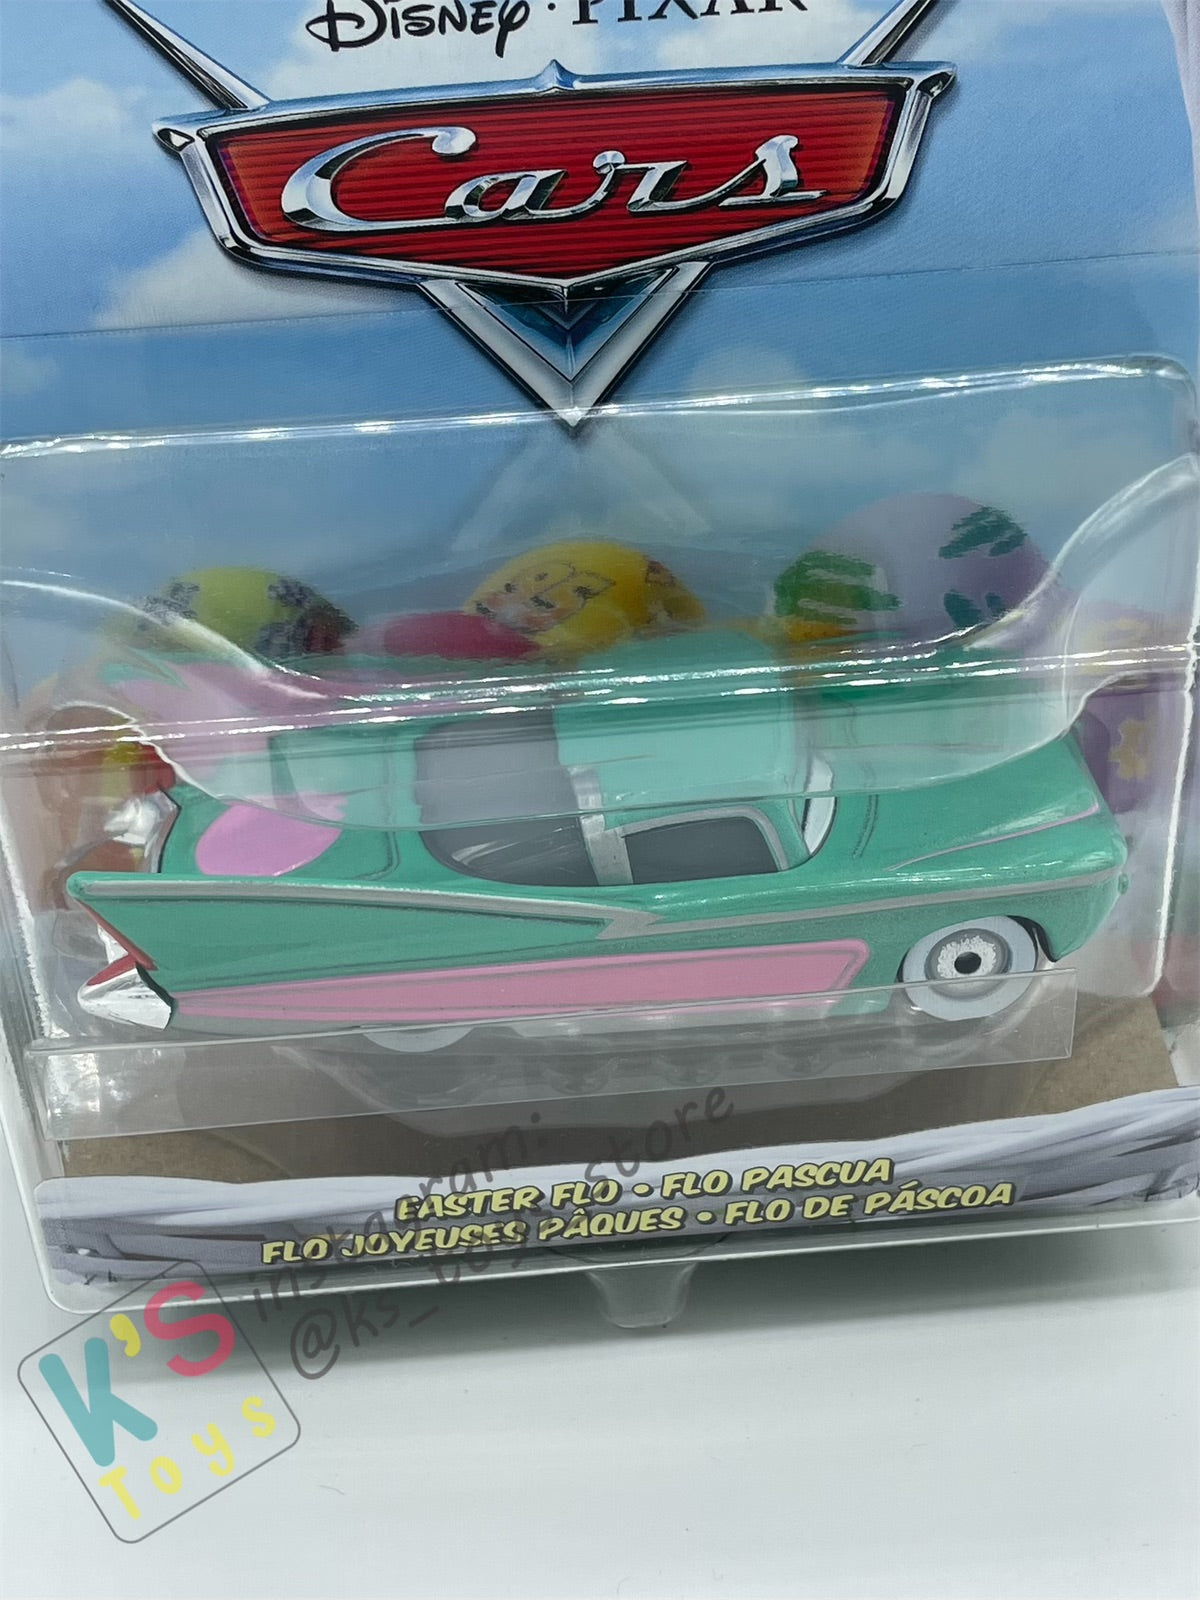 DISNEY · PIXAR
Cars
EASTER FLO • FLO PASCUA
FLO JOYEUSES PÂQUES • FLO DE PÁSCOA
instagram:
@ks_toys_store
K'S
Toys